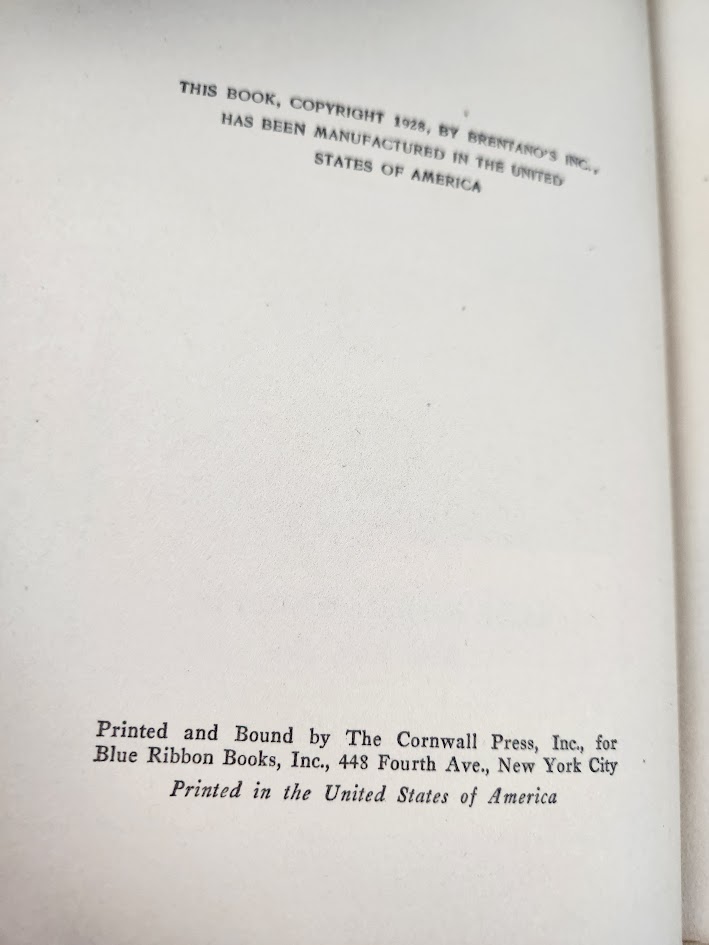 THIS BOOK, COPYRIGHT 1928, BY BRENTANO'S INC.,
HAS BEEN MANUFACTURED IN THE UNITED
STATES OF AMERICA
Printed and Bound by The Cornwall Press, Inc., for
Blue Ribbon Books, Inc., 448 Fourth Ave., New York City
Printed in the United States of America